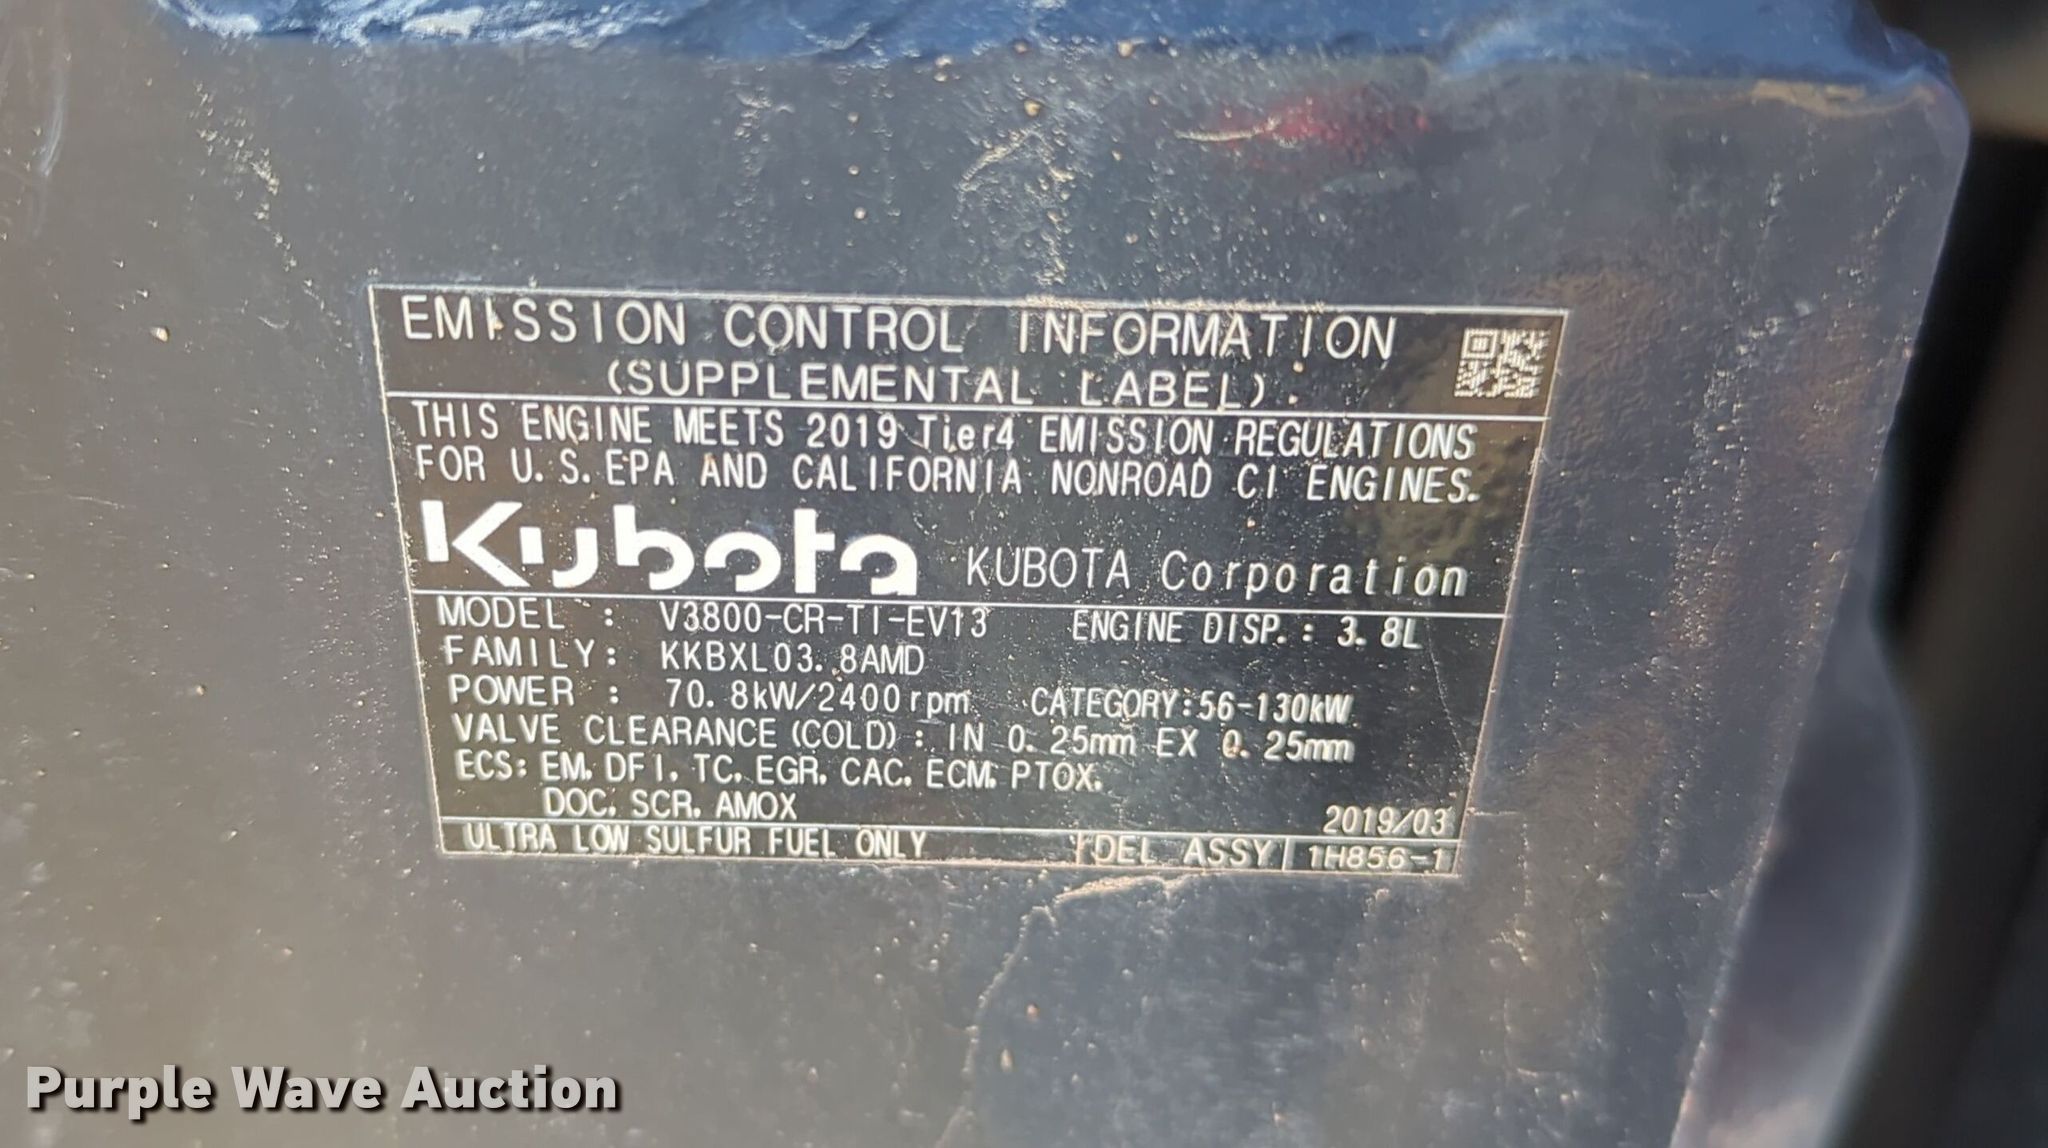 EMISSION CONTROL INFORMATION
(SUPPLEMENTAL LABEL)
THIS ENGINE MEETS 2019 Tier4 EMISSION REGULATIONS
FOR U.S. EPA AND CALIFORNIA NONROAD CI ENGINES.
Kubota KUBOTA Corporation
MODEL : V3800-CR-TI-EV13 ENGINE DISP.: 3.8L
FAMILY: KKBXL03.8AMD
POWER : 70.8kW/2400rpm CATEGORY:56-130kW
VALVE CLEARANCE(COLD): IN 0.25mm EX 0.25mm
ECS: EM. DFI. TC. EGR. CAC. ECM. PTOX.
DOC. SCR. AMOX
2019/03
ULTRA LOW SULFUR FUEL ONLY DEL ASSY 1H856-1
Purple Wave Auction